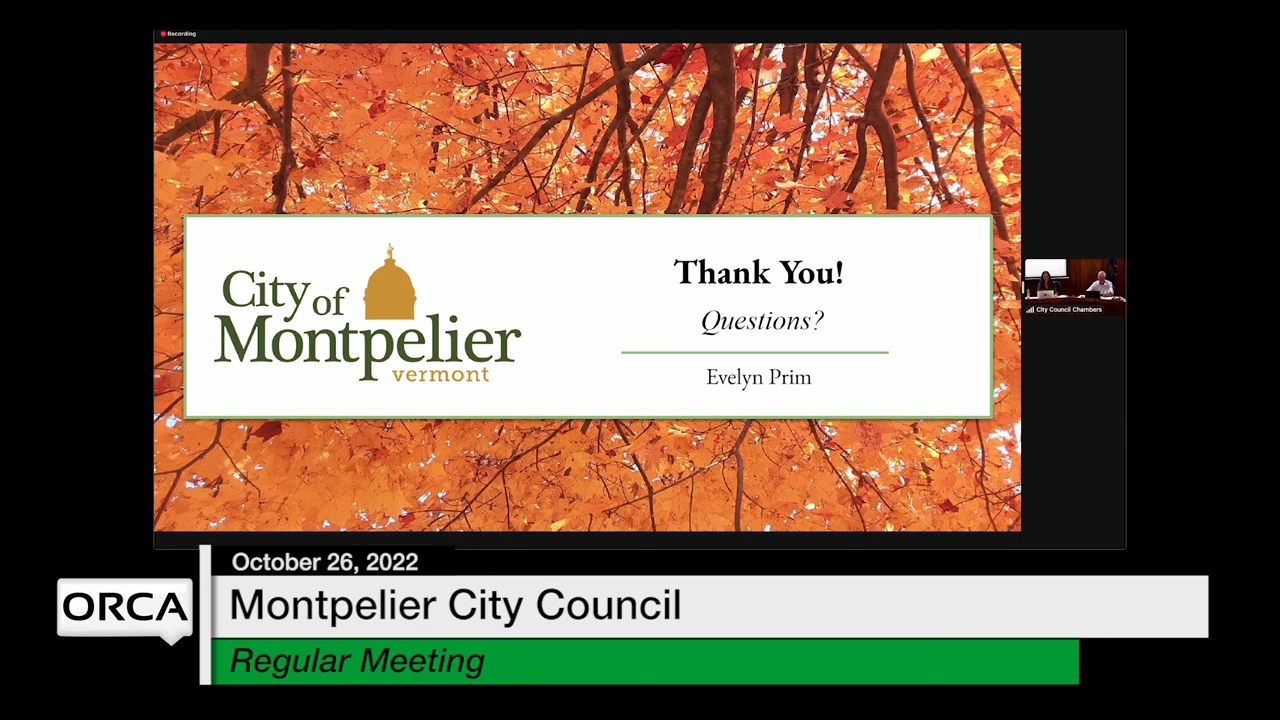 Recording
City of
Montpelier
vermont
Thank You!
Questions?
Evelyn Prim
City Council Chambers
October 26, 2022
ORCA
Montpelier City Council
Regular Meeting